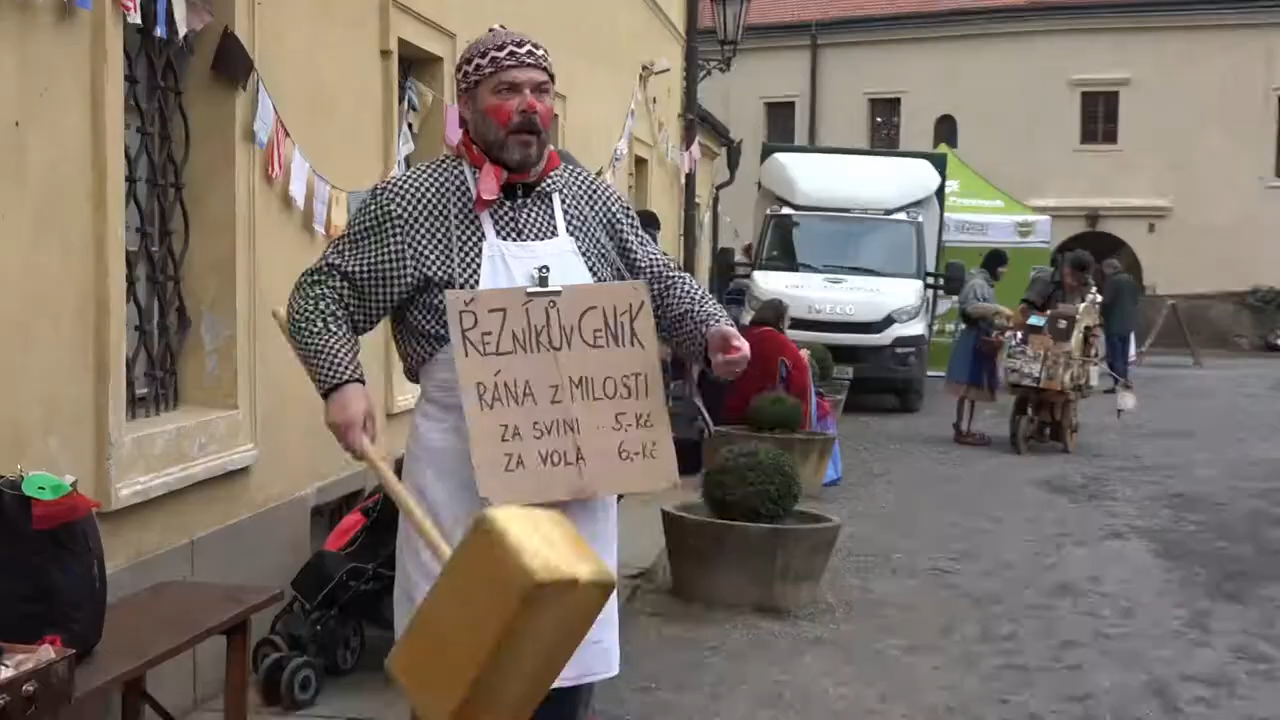 ŘEZNÍKŮV CENÍK
RÁNA Z MILOSTI
ZA SVINI .. 5,-Kč
ZA VOLA 6,-Kč
IVECO